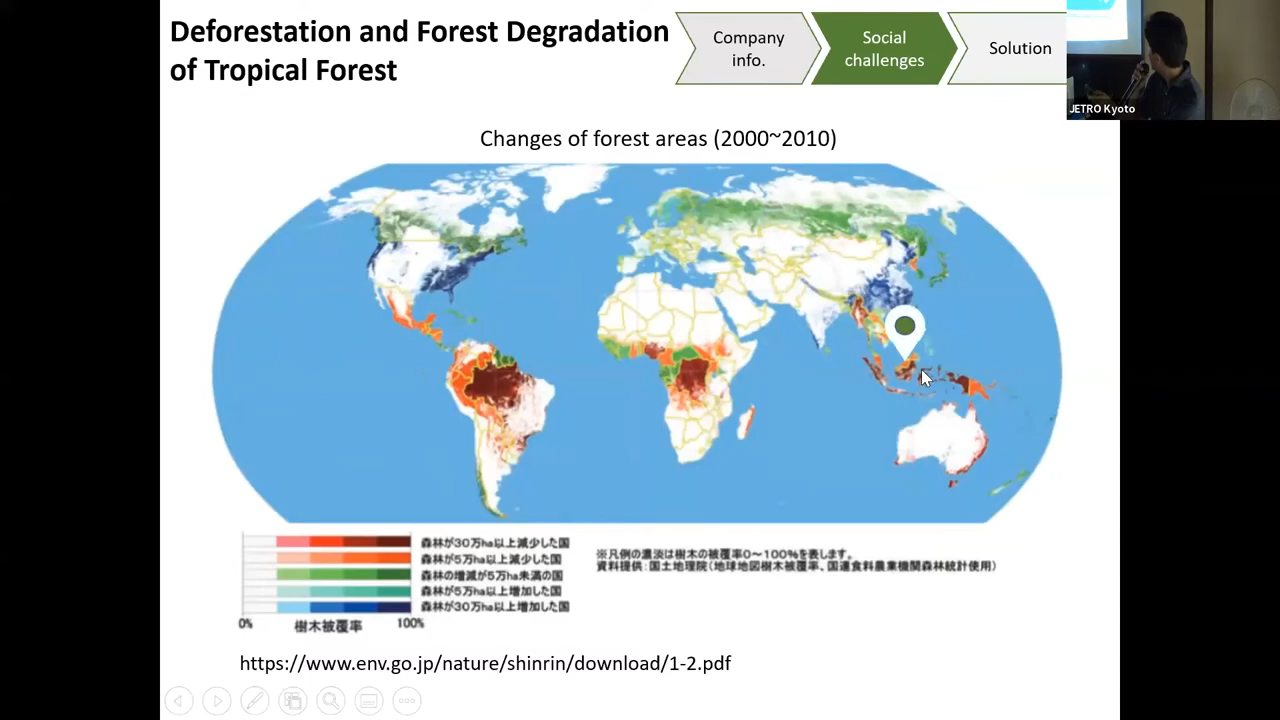 Deforestation and Forest Degradation
of Tropical Forest
Company
info.
Social
challenges
Solution
JETRO Kyoto
Changes of forest areas (2000~2010)
森林が30万ha以上減少した国
森林が5万ha以上減少した国
森林の増減が5万ha未満の国
森林が5万ha以上増加した国
森林が30万ha以上増加した国
0%
樹木被覆率
100%
※凡例の濃淡は樹木の被覆率0～100%を表します。
資料提供：国土地理院(地球地図樹木被覆率、国連食料農業機関森林統計使用)
https://www.env.go.jp/nature/shinrin/download/1-2.pdf